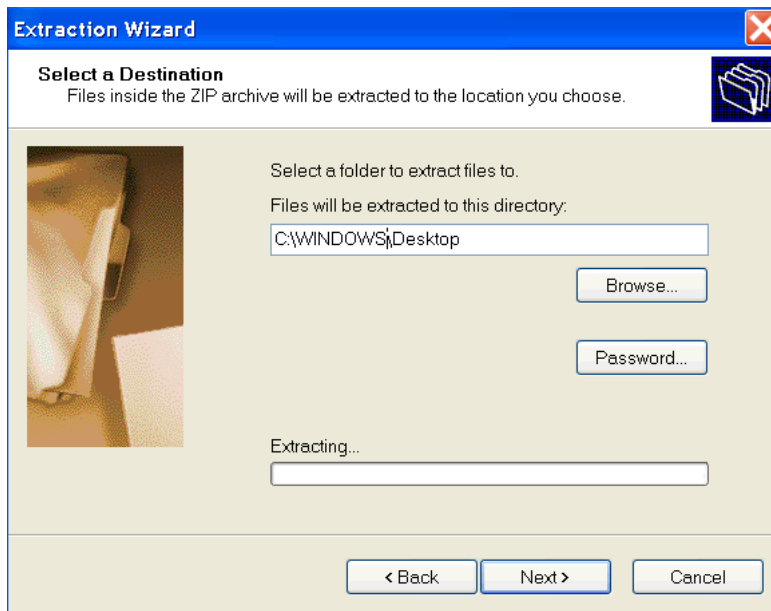 Extraction Wizard
Select a Destination
Files inside the ZIP archive will be extracted to the location you choose.
Select a folder to extract files to.
Files will be extracted to this directory:
C:\WINDOWS\Desktop
Browse...
Password...
Extracting...
< Back Next > Cancel